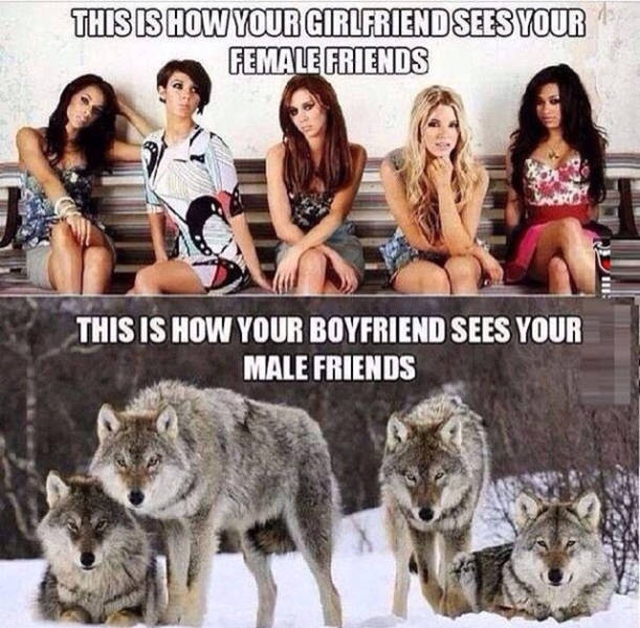 THIS IS HOW YOUR GIRLFRIEND SEES YOUR
FEMALE FRIENDS
THIS IS HOW YOUR BOYFRIEND SEES YOUR
MALE FRIENDS